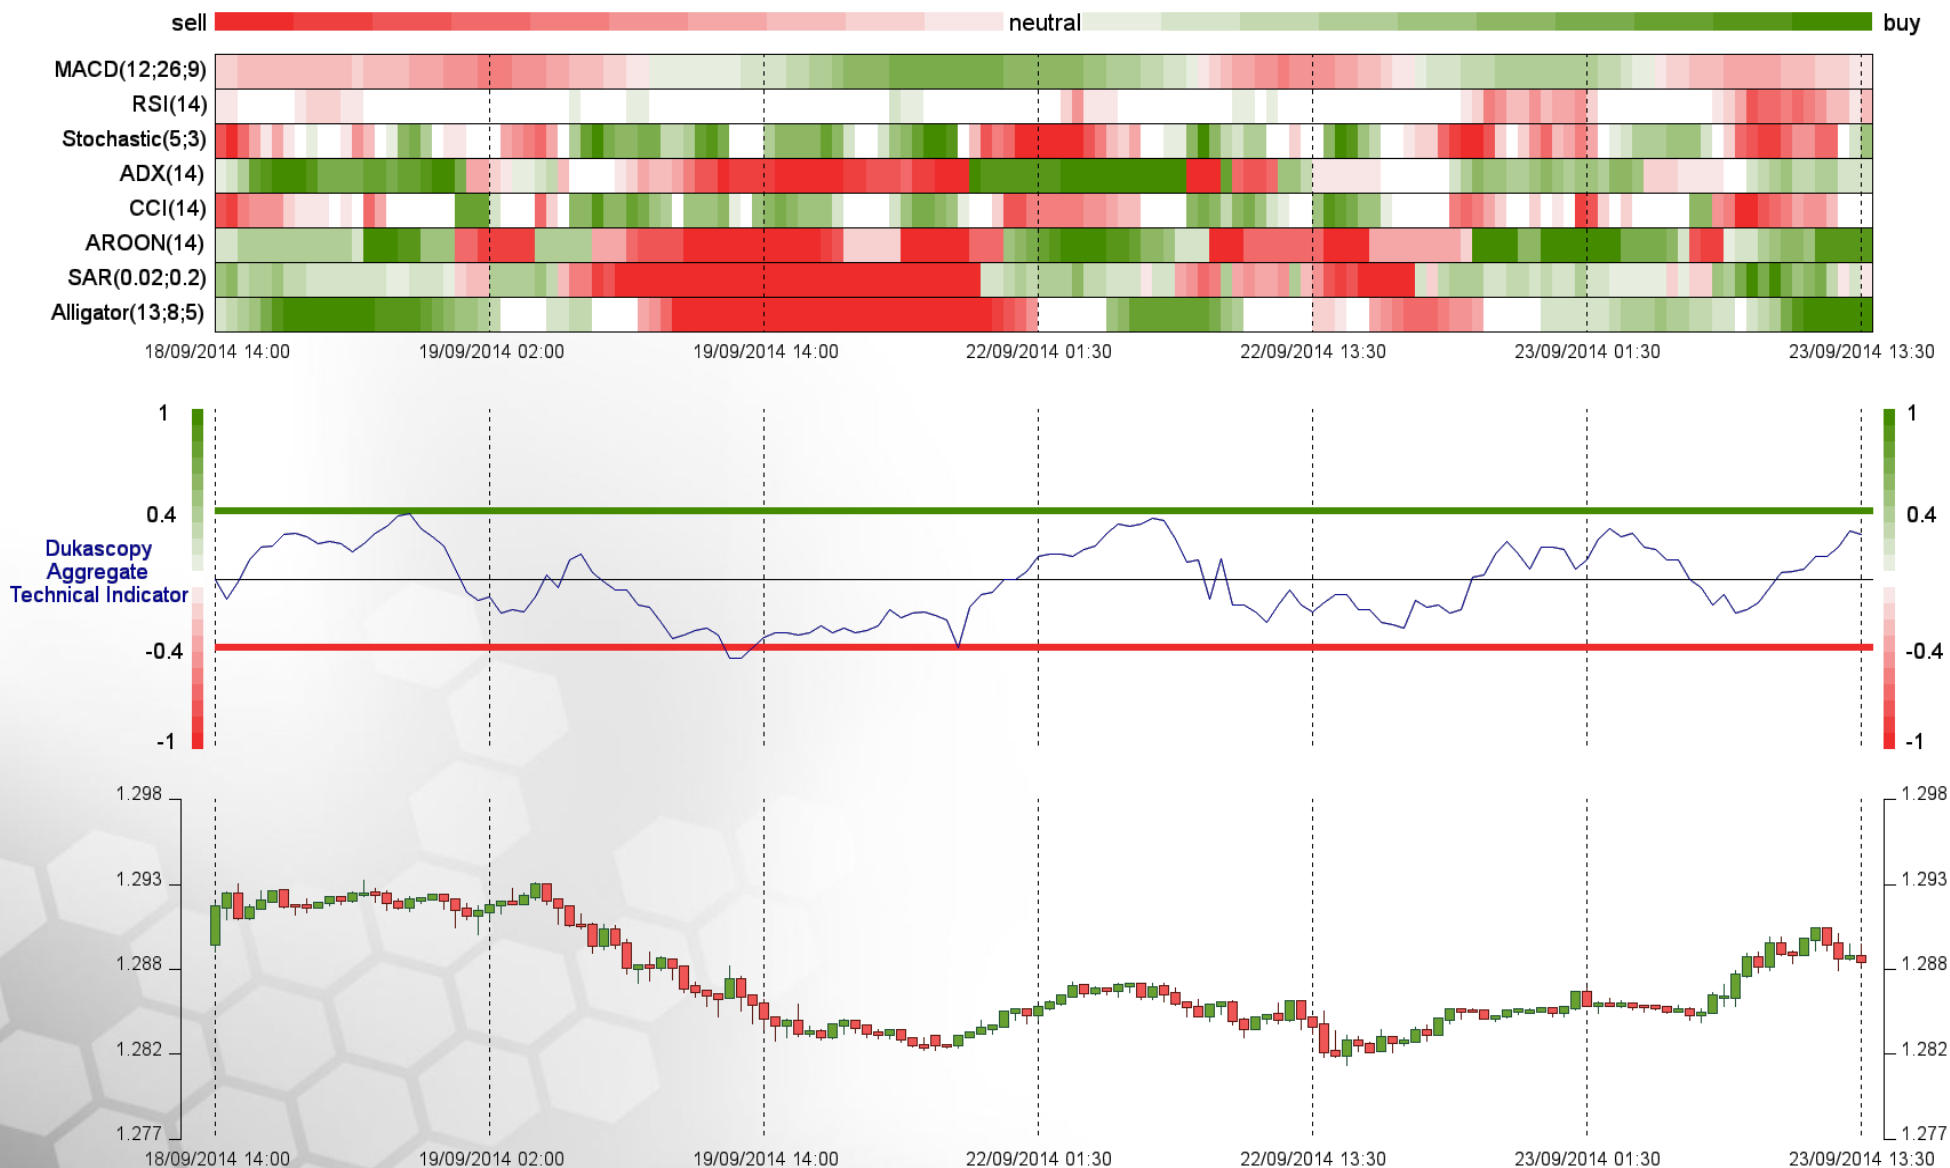 sell neutral buy
MACD(12;26;9)
RSI(14)
Stochastic(5;3)
ADX(14)
CCI(14)
AROON(14)
SAR(0.02;0.2)
Alligator(13;8;5)
18/09/2014 14:00 19/09/2014 02:00 19/09/2014 14:00 22/09/2014 01:30 22/09/2014 13:30 23/09/2014 01:30 23/09/2014 13:30
1 1
0.4 0.4
Dukascopy
Aggregate
Technical Indicator
-0.4 -0.4
-1 -1
1.298 1.298
1.293 1.293
1.288 1.288
1.282 1.282
1.277 1.277
18/09/2014 14:00 19/09/2014 02:00 19/09/2014 14:00 22/09/2014 01:30 22/09/2014 13:30 23/09/2014 01:30 23/09/2014 13:30